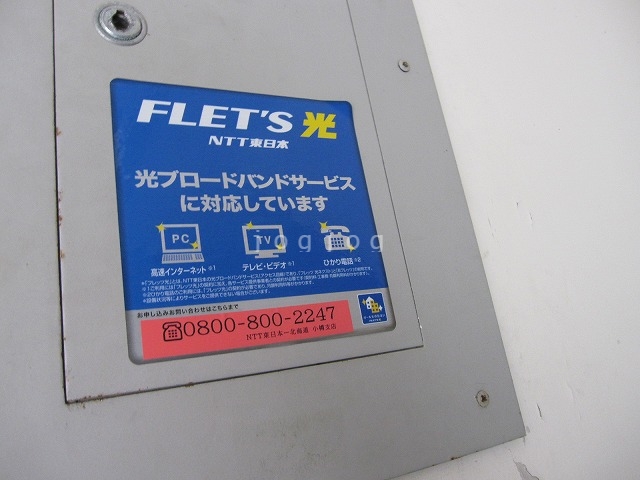 FLET'S 光
NTT東日本
光ブロードバンドサービス
に対応しています
PC TV
高速インターネット ※1 テレビ・ビデオ ※1 ひかり電話 ※2
お申し込みお問い合わせはこちらまで
☎0800-800-2247
NTT東日本－北海道 小樽支店
jogjog